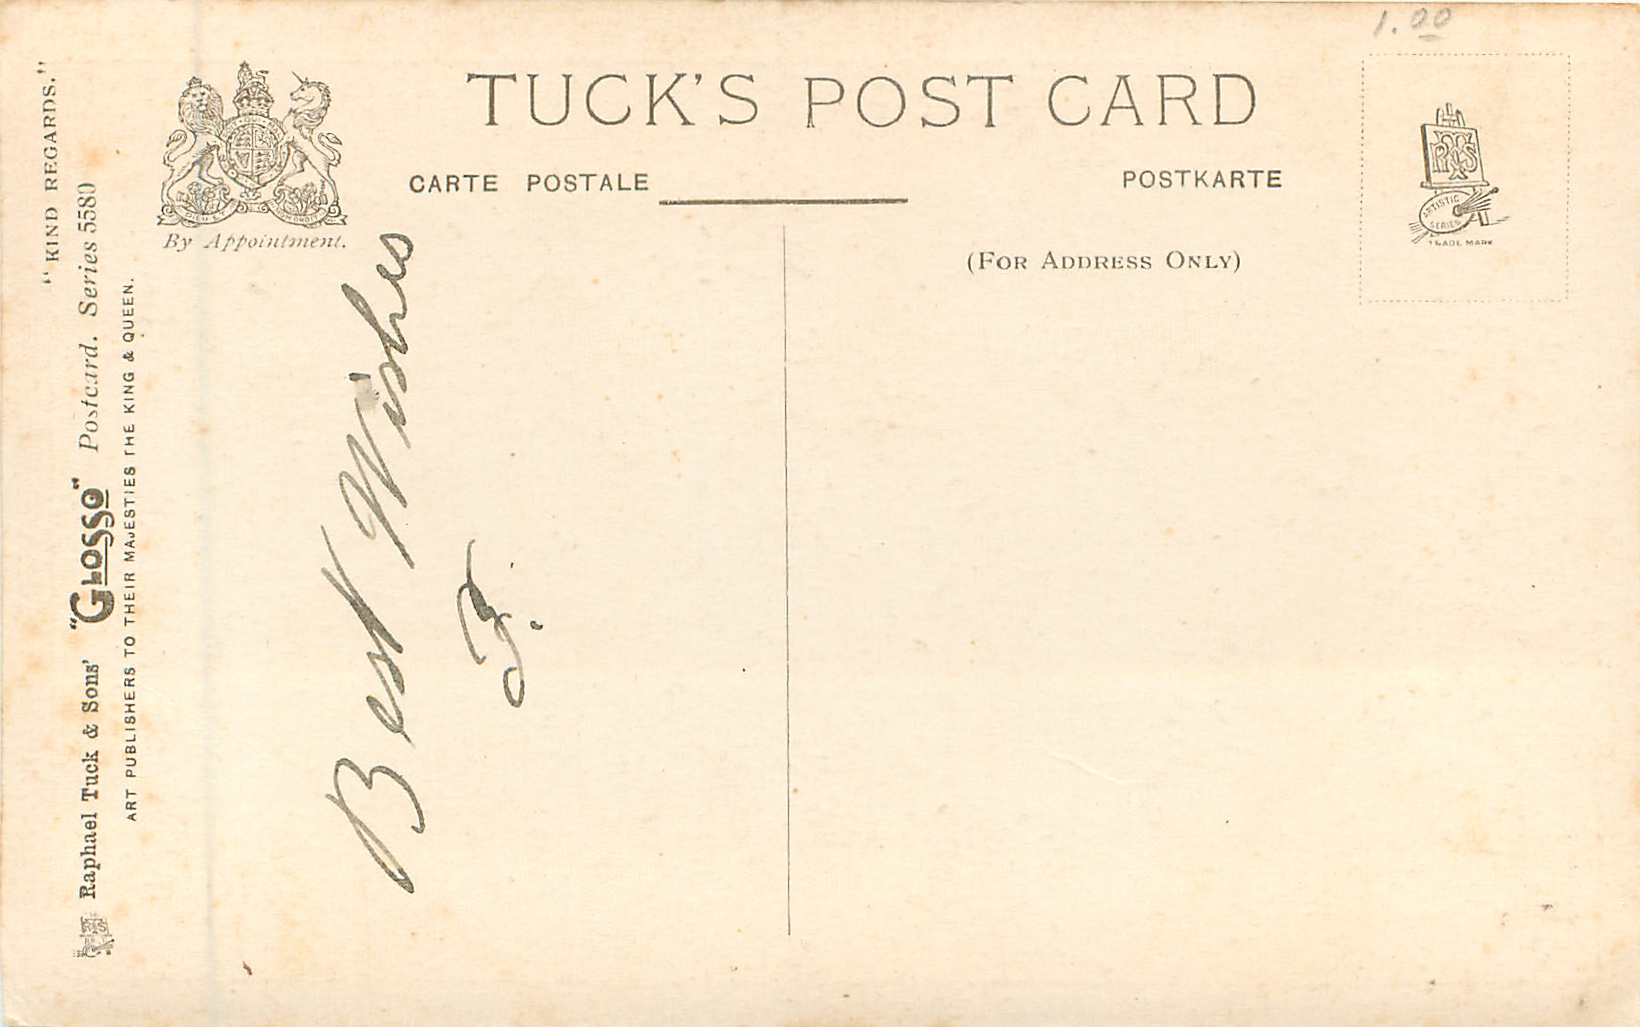 1.00
TUCK'S POST CARD
CARTE POSTALE
POSTKARTE
(FOR ADDRESS ONLY)
By Appointment.
RTS
ARTISTIC
SERIES
TRADE MARK
"KIND REGARDS."
Raphael Tuck & Sons' "GLOSSO" Postcard. Series 5580
ART PUBLISHERS TO THEIR MAJESTIES THE KING & QUEEN.
Best Wishes
F.